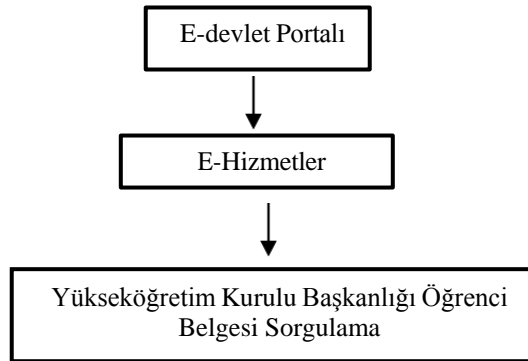 E-devlet Portalı
E-Hizmetler
Yükseköğretim Kurulu Başkanlığı Öğrenci
Belgesi Sorgulama